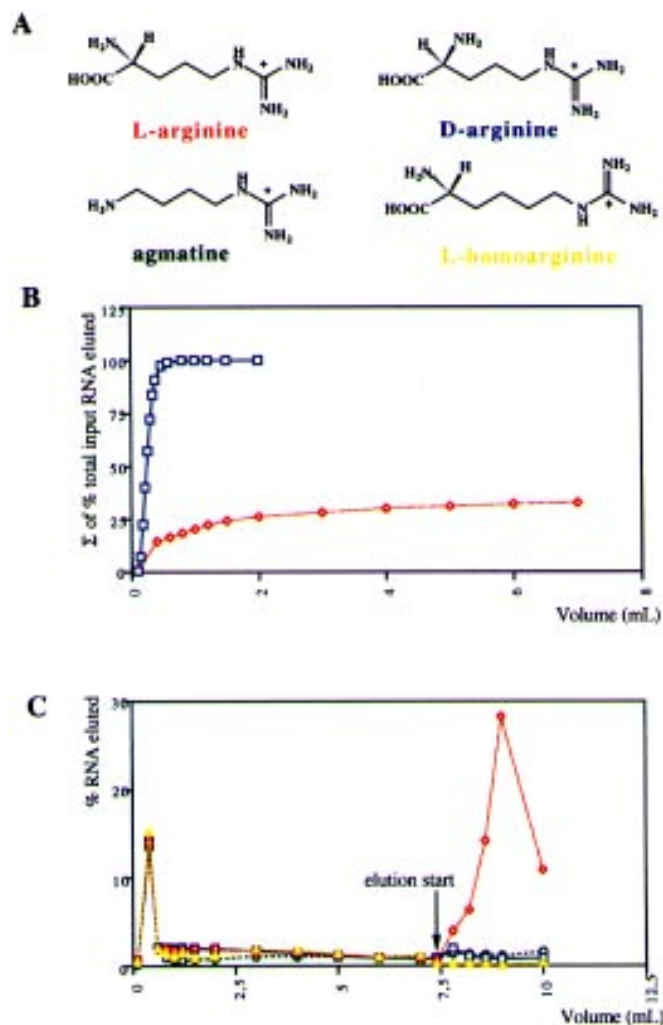 A
H₂N H
HOOC
H
N
+
NH₂
NH₂
L-arginine
H NH₂
HOOC
H
N
+
NH₂
NH₂
D-arginine
H₂N
H
N
+
NH₂
NH₂
agmatine
H₂N H
HOOC
N
H
NH₂
+
NH₂
L-homoarginine
B
Σ of % total input RNA eluted
125
100
75
50
25
0
0 2 4 6 8
Volume (mL)
C
% RNA eluted
30
20
10
0
elution start
0 2.5 5 7.5 10 12.5
Volume (mL)